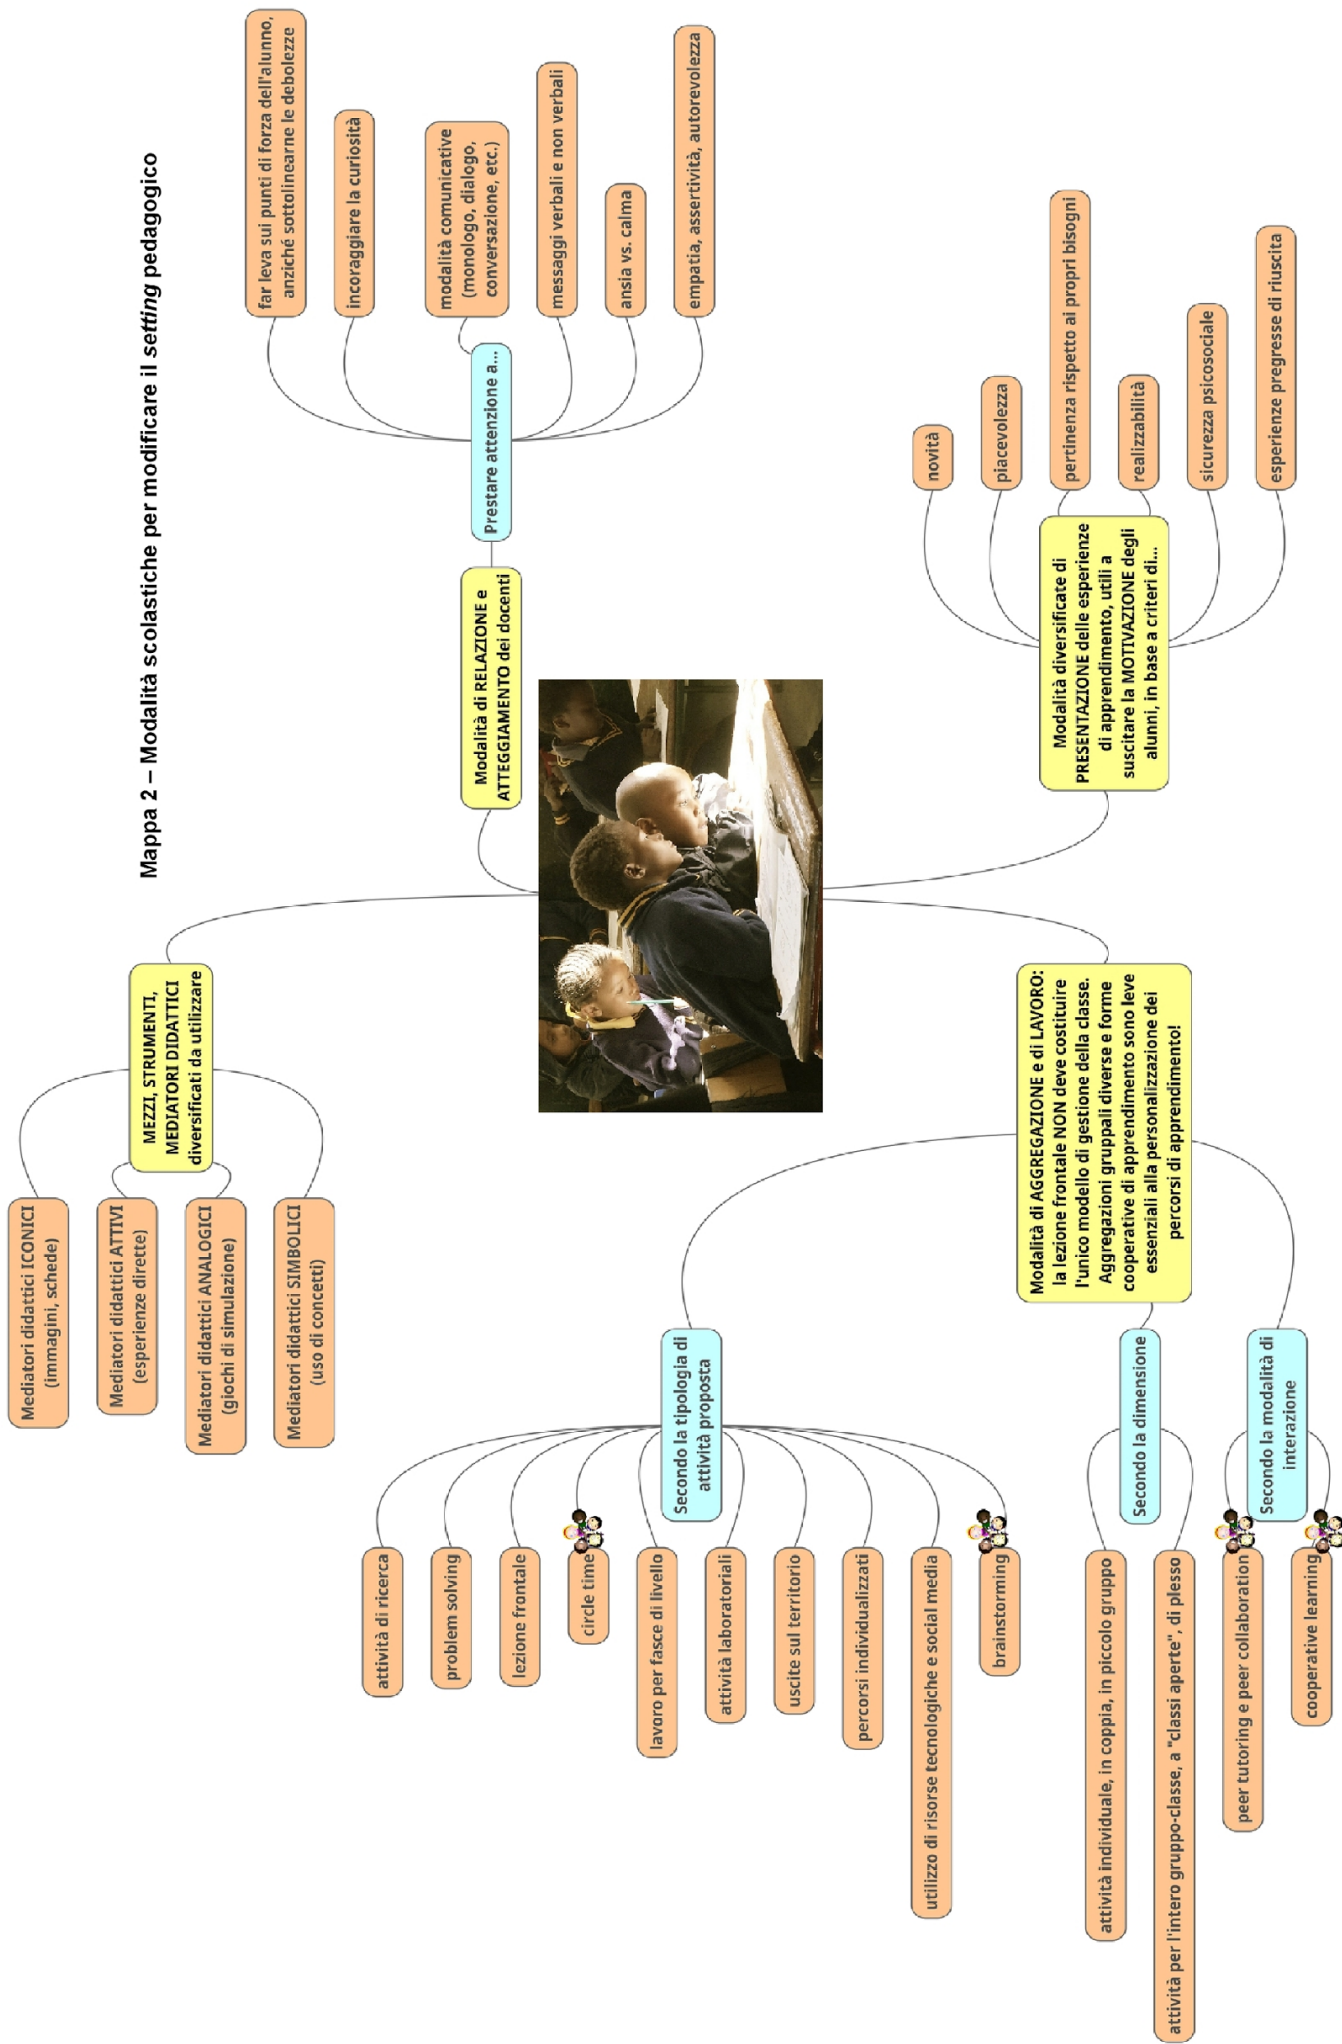 Mappa 2 – Modalità scolastiche per modificare il setting pedagogico
MEZZI, STRUMENTI,
MEDIATORI DIDATTICI
diversificati da utilizzare
Mediatori didattici ICONICI
(immagini, schede)
Mediatori didattici ATTIVI
(esperienze dirette)
Mediatori didattici ANALOGICI
(giochi di simulazione)
Mediatori didattici SIMBOLICI
(uso di concetti)
Modalità di RELAZIONE e
ATTEGGIAMENTO dei docenti
Prestare attenzione a...
far leva sui punti di forza dell'alunno,
anziché sottolinearne le debolezze
incoraggiare la curiosità
modalità comunicative
(monologo, dialogo,
conversazione, etc.)
messaggi verbali e non verbali
ansia vs. calma
empatia, assertività, autorevolezza
Modalità di AGGREGAZIONE e di LAVORO:
la lezione frontale NON deve costituire
l'unico modello di gestione della classe.
Aggregazioni gruppali diverse e forme
cooperative di apprendimento sono leve
essenziali alla personalizzazione dei
percorsi di apprendimento!
Secondo la tipologia di
attività proposta
attività di ricerca
problem solving
lezione frontale
circle time
lavoro per fasce di livello
attività laboratoriali
uscite sul territorio
percorsi individualizzati
utilizzo di risorse tecnologiche e social media
brainstorming
Secondo la dimensione
attività individuale, in coppia, in piccolo gruppo
attività per l'intero gruppo-classe, a "classi aperte", di plesso
Secondo la modalità di
interazione
peer tutoring e peer collaboration
cooperative learning
Modalità diversificate di
PRESENTAZIONE delle esperienze
di apprendimento, utili a
suscitare la MOTIVAZIONE degli
alunni, in base a criteri di...
novità
piacevolezza
pertinenza rispetto ai propri bisogni
realizzabilità
sicurezza psicosociale
esperienze pregresse di riuscita